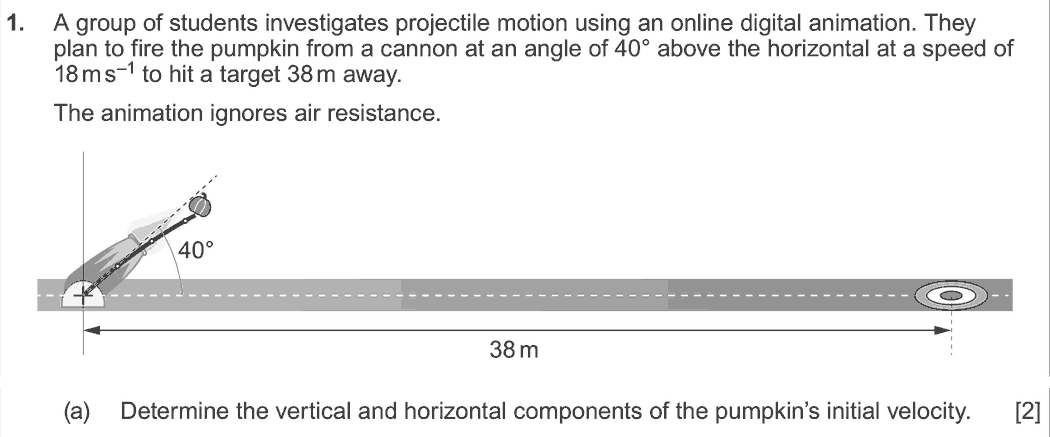 1. A group of students investigates projectile motion using an online digital animation. They
plan to fire the pumpkin from a cannon at an angle of 40° above the horizontal at a speed of
18 m s⁻¹ to hit a target 38 m away.
The animation ignores air resistance.
40°
38 m
(a) Determine the vertical and horizontal components of the pumpkin’s initial velocity. [2]